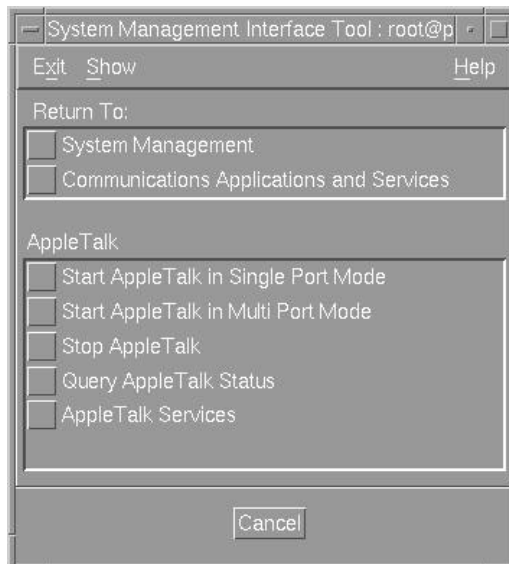 System Management Interface Tool : root@p
Exit Show Help
Return To:
System Management
Communications Applications and Services
AppleTalk
Start AppleTalk in Single Port Mode
Start AppleTalk in Multi Port Mode
Stop AppleTalk
Query AppleTalk Status
AppleTalk Services
Cancel